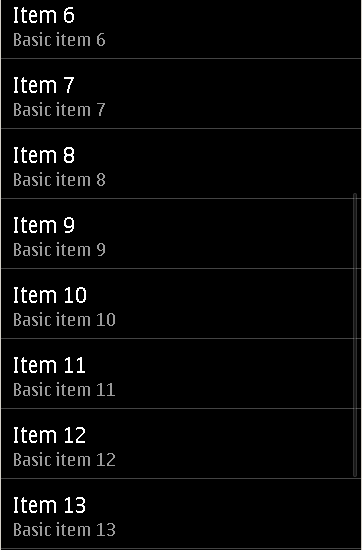 Item 6
Basic item 6
Item 7
Basic item 7
Item 8
Basic item 8
Item 9
Basic item 9
Item 10
Basic item 10
Item 11
Basic item 11
Item 12
Basic item 12
Item 13
Basic item 13